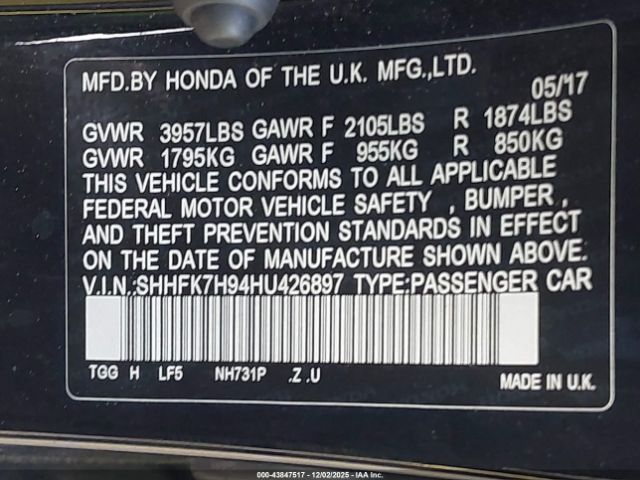 MFD.BY HONDA OF THE U.K. MFG.,LTD. 05/17
GVWR 3957LBS GAWR F 2105LBS R 1874LBS
GVWR 1795KG GAWR F 955KG R 850KG
THIS VEHICLE CONFORMS TO ALL APPLICABLE
FEDERAL MOTOR VEHICLE SAFETY , BUMPER ,
AND THEFT PREVENTION STANDARDS IN EFFECT
ON THE DATE OF MANUFACTURE SHOWN ABOVE.
V.I.N.:SHHFK7H94HU426897 TYPE:PASSENGER CAR
TGG H LF5 NH731P .Z .U MADE IN U.K.
000-43847517 - 12/02/2025 - IAA Inc.